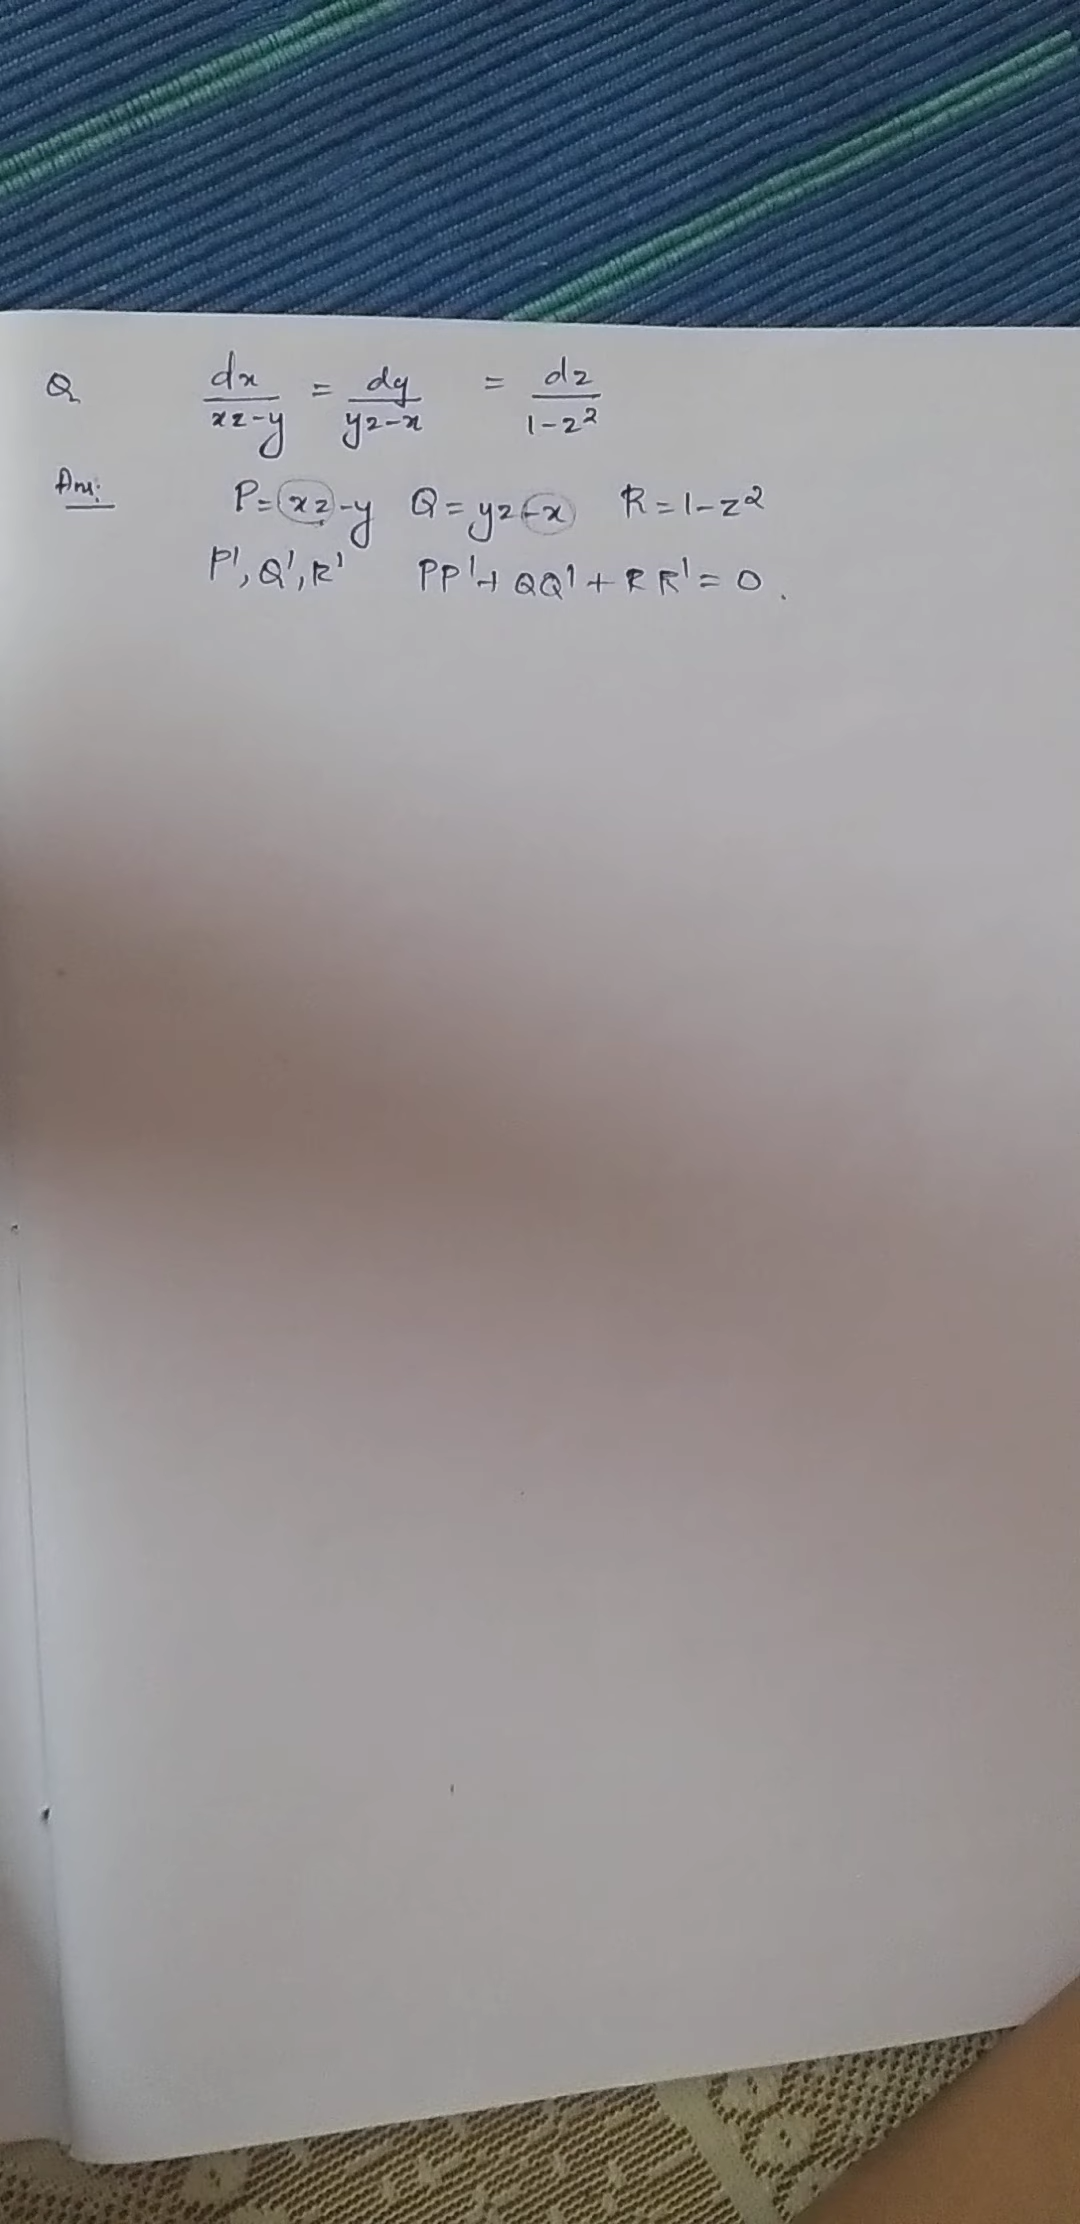 Q dx/xz-y = dy/yz-x = dz/1-z²
Ans: P=xz-y Q=yz-x R=1-z²
P', Q', R' PP'+QQ'+RR'=0.